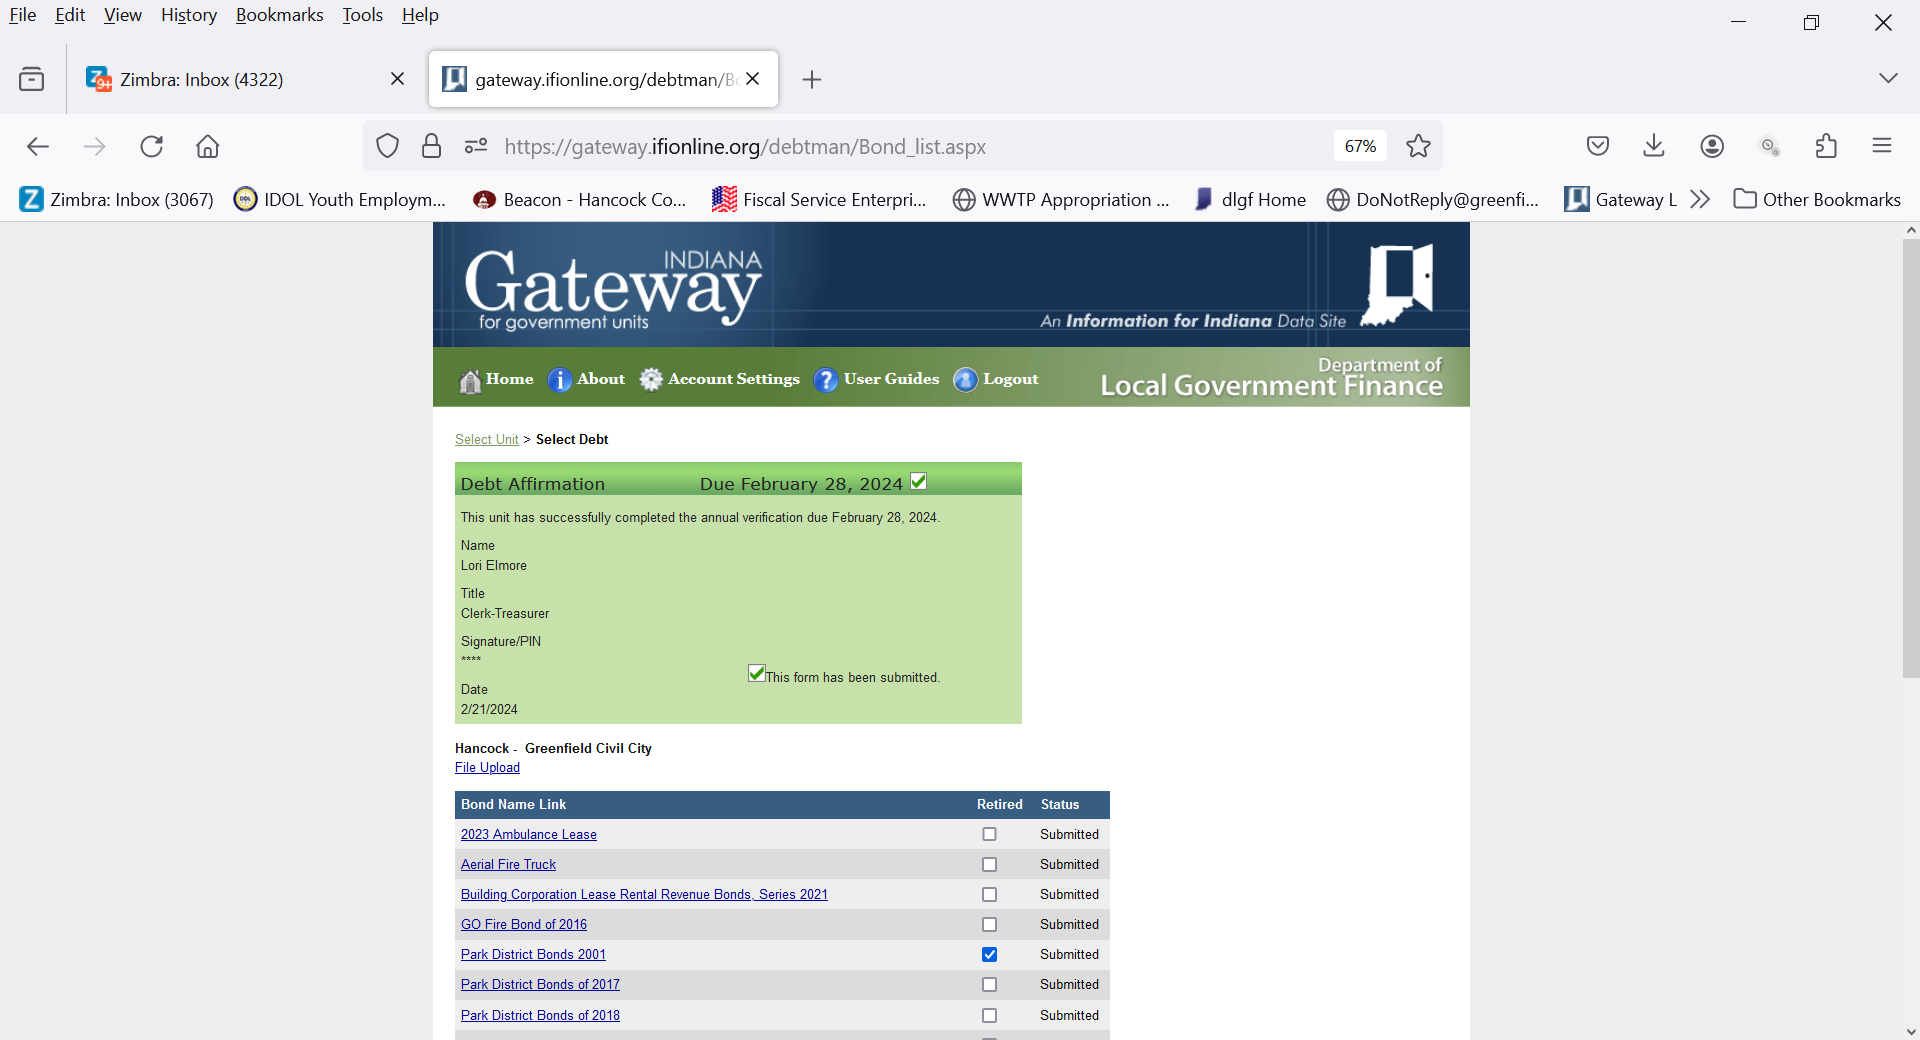 File Edit View History Bookmarks Tools Help
Zimbra: Inbox (4322)
gateway.ifionline.org/debtman/B
https://gateway.ifionline.org/debtman/Bond_list.aspx
67%
Zimbra: Inbox (3067) IDOL Youth Employm... Beacon - Hancock Co... Fiscal Service Enterpri... WWTP Appropriation ... dlgf Home DoNotReply@greenfi... Gateway L Other Bookmarks
INDIANA
Gateway
for government units
An Information for Indiana Data Site
Home About Account Settings User Guides Logout
Department of
Local Government Finance
Select Unit > Select Debt
Debt Affirmation Due February 28, 2024
This unit has successfully completed the annual verification due February 28, 2024.
Name
Lori Elmore
Title
Clerk-Treasurer
Signature/PIN
****
This form has been submitted.
Date
2/21/2024
Hancock - Greenfield Civil City
File Upload
Bond Name Link Retired Status
2023 Ambulance Lease Submitted
Aerial Fire Truck Submitted
Building Corporation Lease Rental Revenue Bonds, Series 2021 Submitted
GO Fire Bond of 2016 Submitted
Park District Bonds 2001 Submitted
Park District Bonds of 2017 Submitted
Park District Bonds of 2018 Submitted